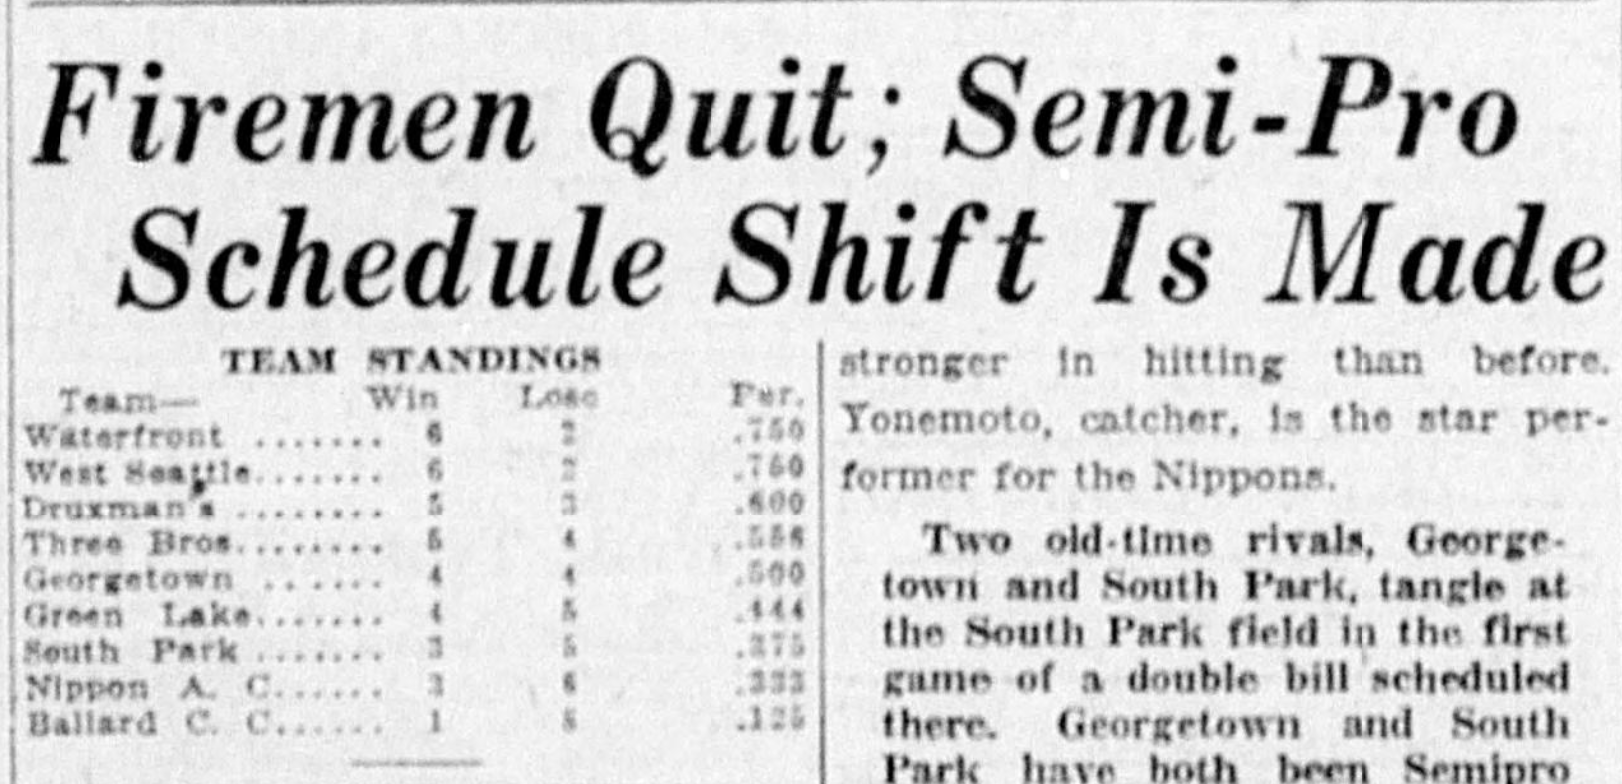 Firemen Quit; Semi-Pro
Schedule Shift Is Made
TEAM STANDINGS
Team— Win Lose Per.
Waterfront ....... 6 2 .750
West Seattle....... 6 2 .750
Druxman's ........ 5 3 .600
Three Bros........ 5 4
Georgetown ...... 4 4 .500
Green Lake....... 4 5 .444
South Park ....... 3 5 .375
Nippon A. C...... 3 6 .333
Ballard C. C...... 1 .125
stronger in hitting than before.
Yonemoto, catcher, is the star per-
former for the Nippons.
Two old-time rivals, George-
town and South Park, tangle at
the South Park field in the first
game of a double bill scheduled
there. Georgetown and South
Park have both been Semipro